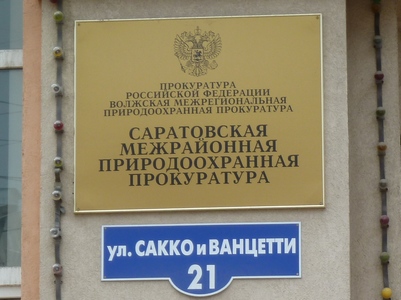 ПРОКУРАТУРА
РОССИЙСКОЙ ФЕДЕРАЦИИ
ВОЛЖСКАЯ МЕЖРЕГИОНАЛЬНАЯ
ПРИРОДООХРАННАЯ ПРОКУРАТУРА
САРАТОВСКАЯ
МЕЖРАЙОННАЯ
ПРИРОДООХРАННАЯ
ПРОКУРАТУРА
ул. САККО и ВАНЦЕТТИ
21